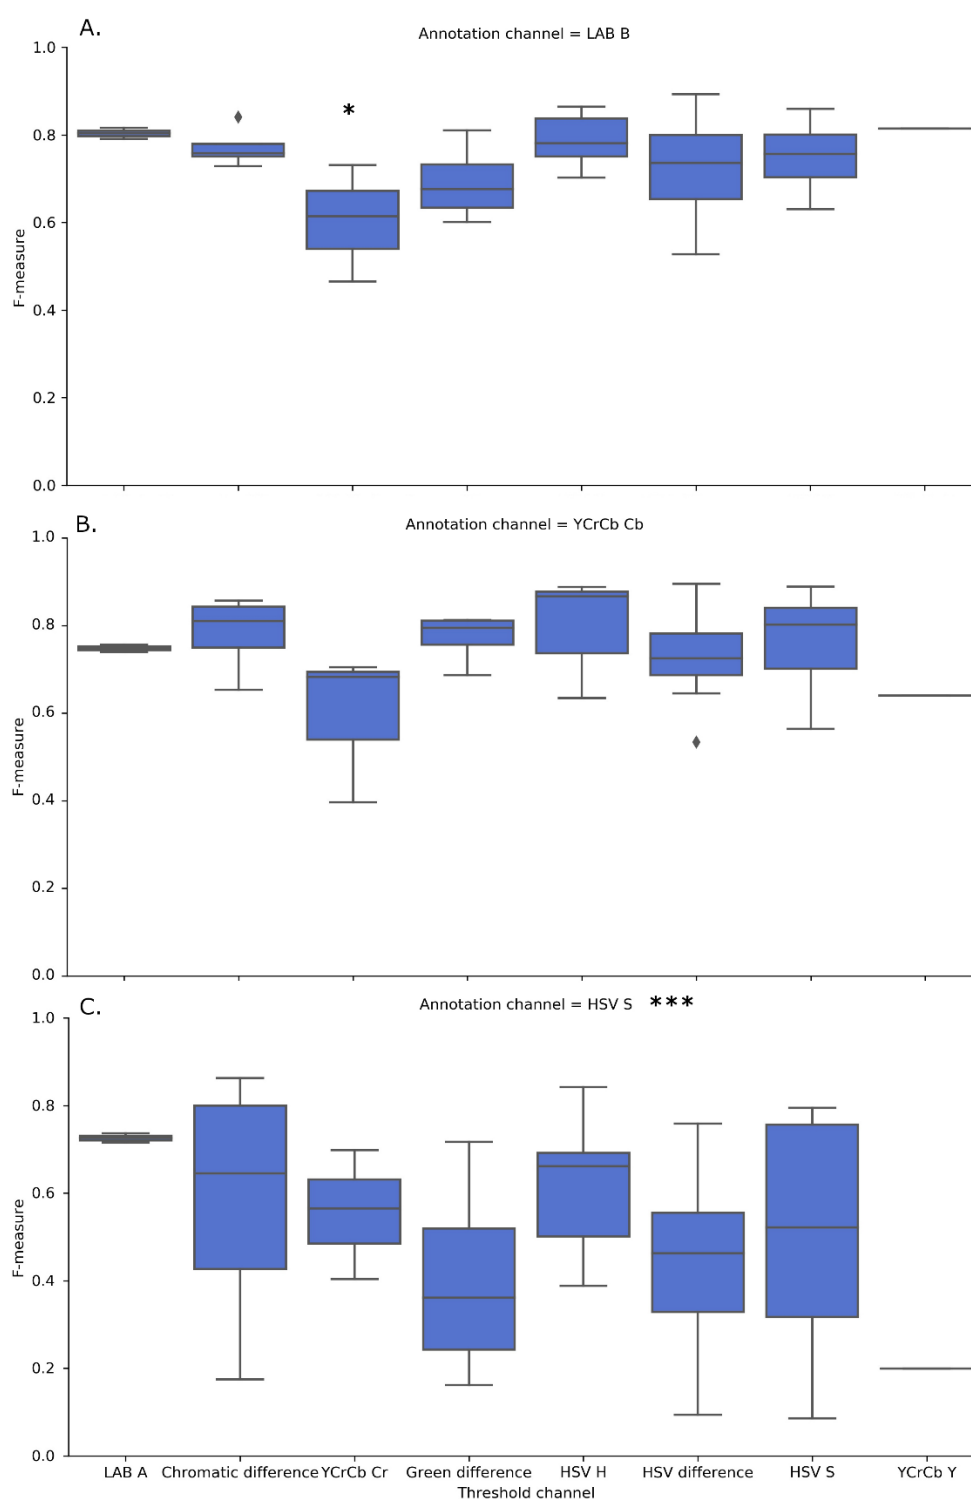 A.
Annotation channel = LAB B
1.0
0.8
*
0.6
F-measure
0.4
0.2
0.0
B.
Annotation channel = YCrCb Cb
1.0
0.8
0.6
F-measure
0.4
0.2
0.0
C.
Annotation channel = HSV S ***
1.0
0.8
0.6
F-measure
0.4
0.2
0.0
LAB A Chromatic difference YCrCb Cr Green difference HSV H HSV difference HSV S YCrCb Y
Threshold channel